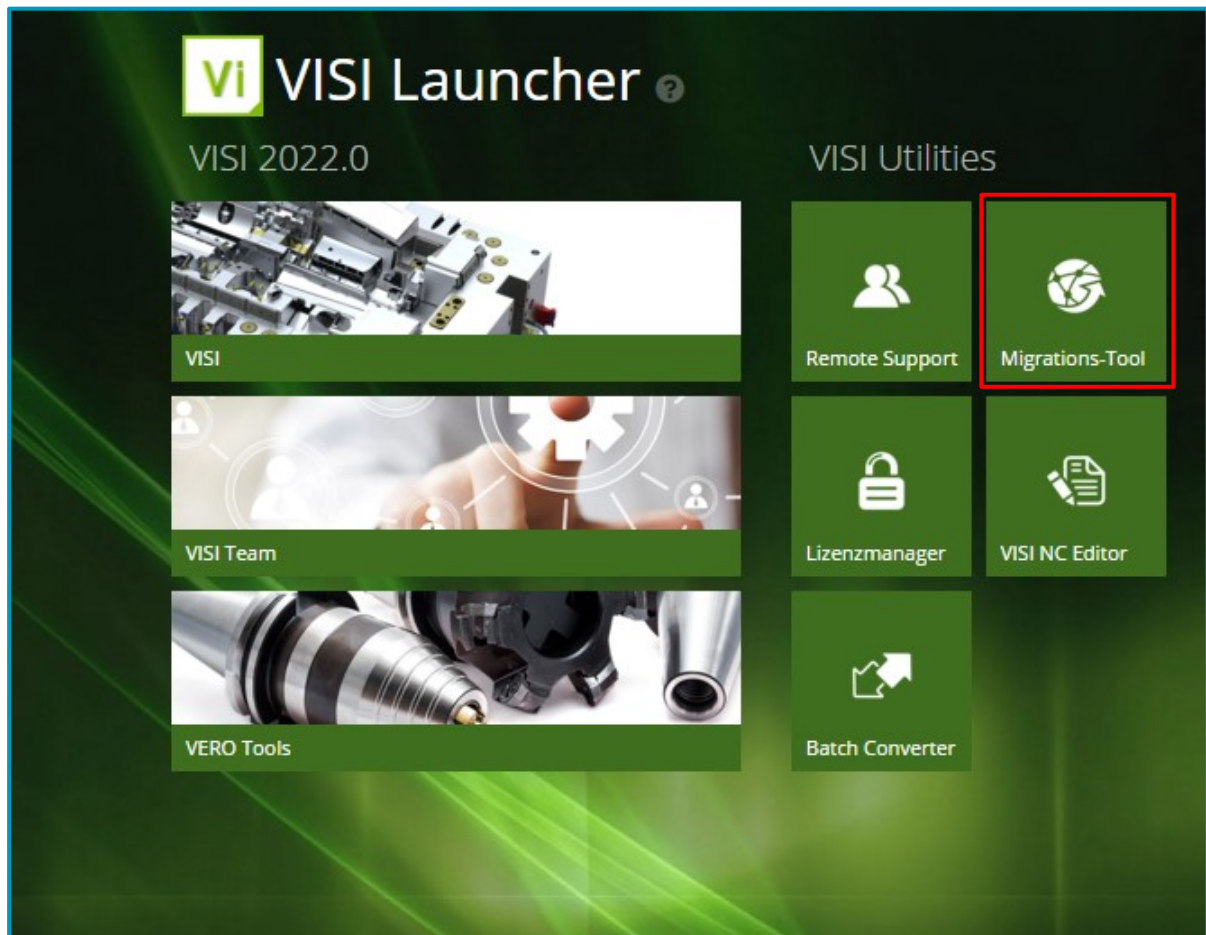 Vi VISI Launcher ?
VISI 2022.0
VISI Utilities
VISI
Remote Support
Migrations-Tool
VISI Team
Lizenzmanager
VISI NC Editor
VERO Tools
Batch Converter